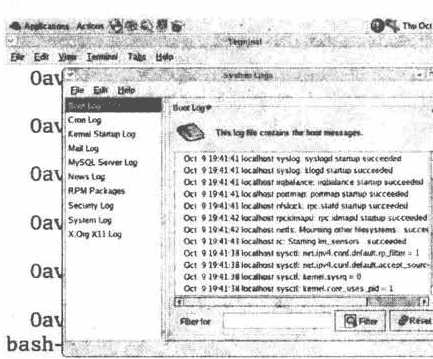 Applications Actions Thu Oct
Terminal
File Edit View Terminal Tabs Help
0av
System Logs
File Edit Help
Boot Log
Cron Log
Kernel Startup Log
Mail Log
MySQL Server Log
News Log
RPM Packages
Security Log
System Log
X.Org X11 Log
Boot Log
This log file contains the boot messages.
Oct 9 19:41:41 localhost syslog: syslogd startup succeeded
Oct 9 19:41:41 localhost syslog: klogd startup succeeded
Oct 9 19:41:41 localhost irqbalance: irqbalance startup succeeded
Oct 9 19:41:41 localhost portmap: portmap startup succeeded
Oct 9 19:41:41 localhost nfslock: rpc.statd startup succeeded
Oct 9 19:41:42 localhost rpcidmapd: rpc.idmapd startup succeeded
Oct 9 19:41:42 localhost netfs: Mounting other filesystems: succee
Oct 9 19:41:43 localhost rc: Starting lm_sensors: succeeded
Oct 9 19:41:38 localhost sysctl: net.ipv4.conf.default.rp_filter = 1
Oct 9 19:41:38 localhost sysctl: net.ipv4.conf.default.accept_source
Oct 9 19:41:38 localhost sysctl: kernel.sysrq = 0
Oct 9 19:41:38 localhost sysctl: kernel.core_uses_pid = 1
0av
0av
0av
0av
0av
Filter for: Filter Reset
bash-